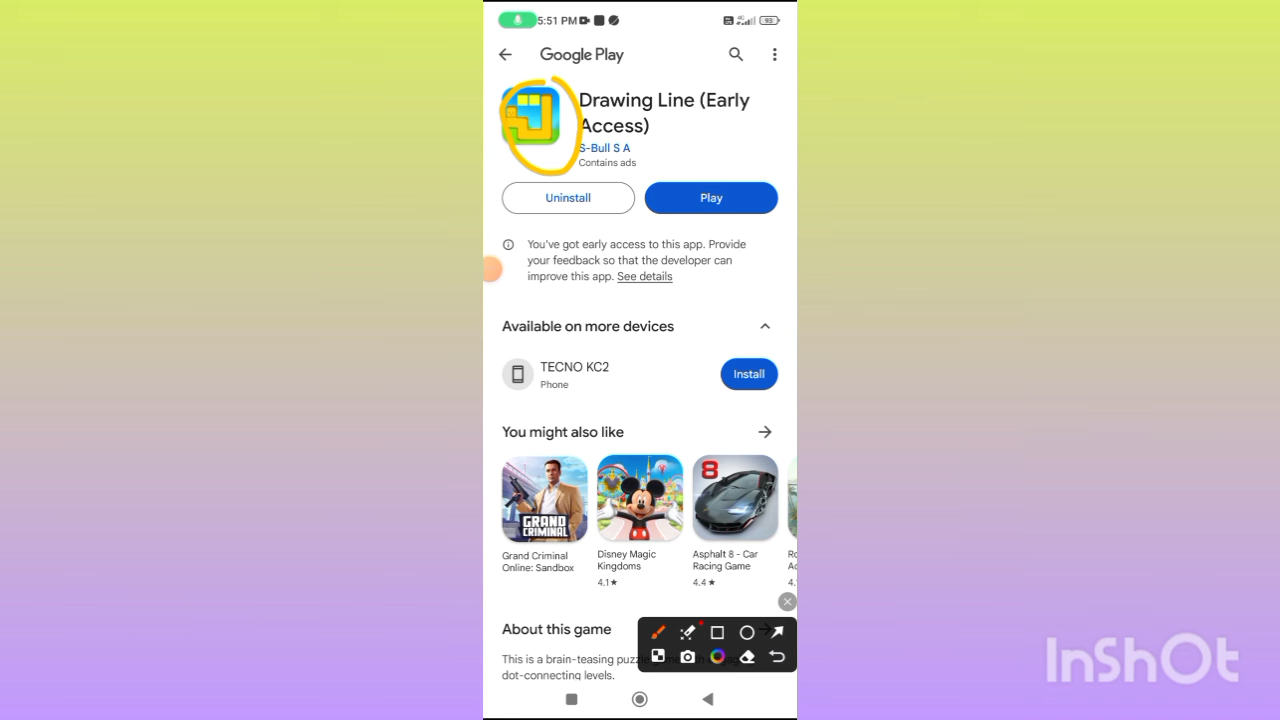 5:51 PM
4G
93
Google Play
Drawing Line (Early
Access)
S-Bull S A
Contains ads
Uninstall
Play
You've got early access to this app. Provide
your feedback so that the developer can
improve this app. See details
Available on more devices
TECNO KC2
Phone
Install
You might also like
GRAND
CRIMINAL
8
Grand Criminal
Online: Sandbox
Disney Magic
Kingdoms
4.1★
Asphalt 8 - Car
Racing Game
4.4★
About this game
This is a brain-teasing
dot-connecting levels.
InShOt